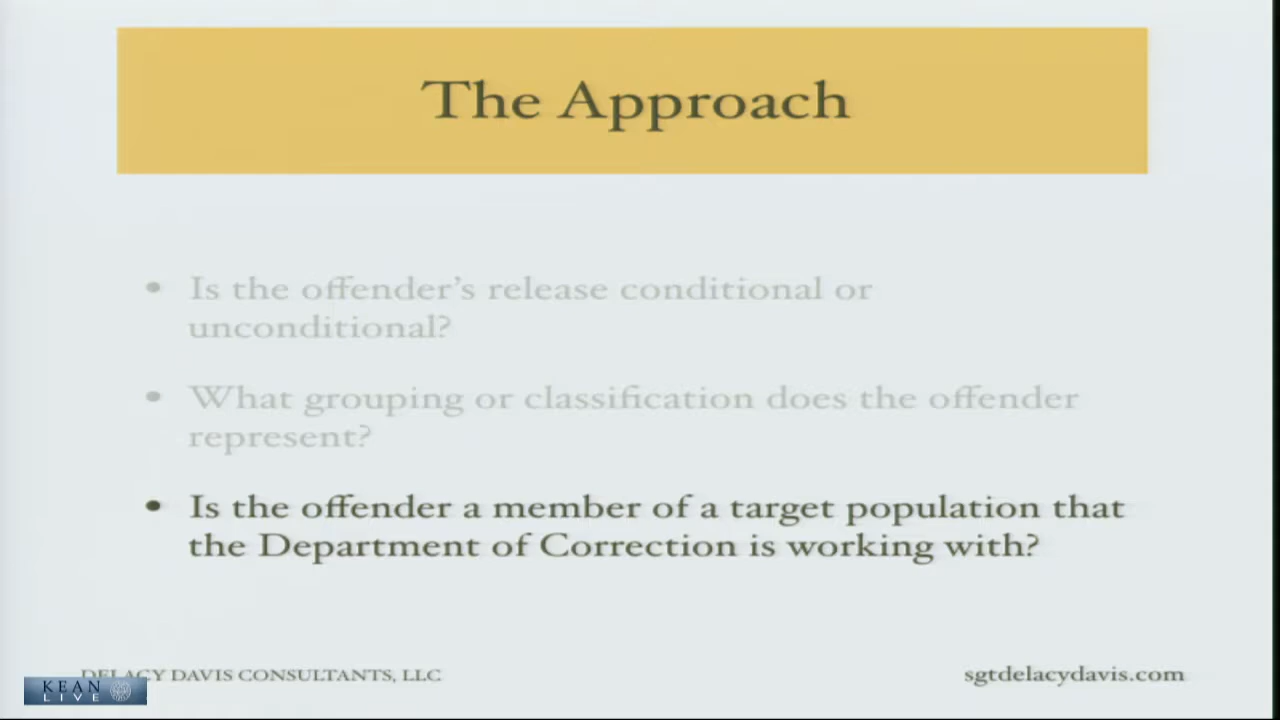 The Approach
• Is the offender's release conditional or
unconditional?
• What grouping or classification does the offender
represent?
• Is the offender a member of a target population that
the Department of Correction is working with?
DELACY DAVIS CONSULTANTS, LLC
sgtdelacydavis.com
KEAN
LIVE